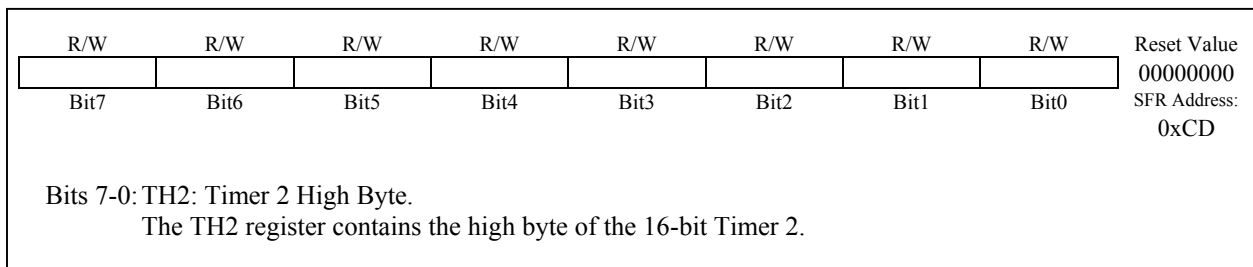 R/W R/W R/W R/W R/W R/W R/W R/W Reset Value
00000000
Bit7 Bit6 Bit5 Bit4 Bit3 Bit2 Bit1 Bit0 SFR Address:
0xCD
Bits 7-0: TH2: Timer 2 High Byte.
The TH2 register contains the high byte of the 16-bit Timer 2.